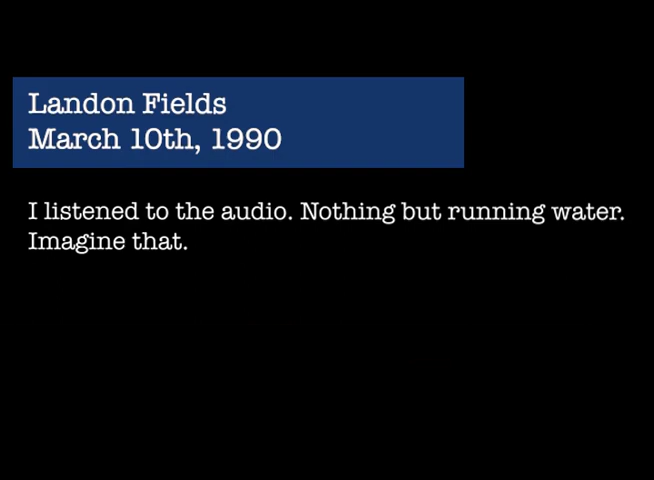 Landon Fields
March 10th, 1990
I listened to the audio. Nothing but running water.
Imagine that.